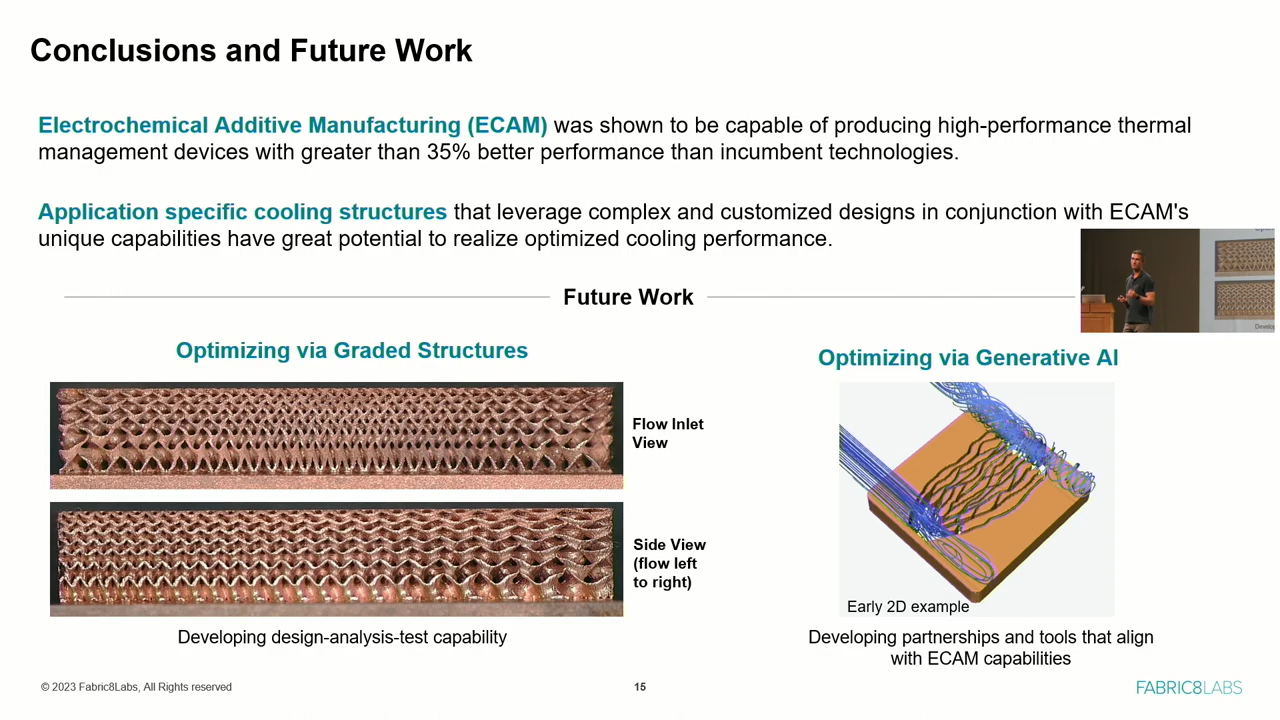 Conclusions and Future Work
Electrochemical Additive Manufacturing (ECAM) was shown to be capable of producing high-performance thermal
management devices with greater than 35% better performance than incumbent technologies.
Application specific cooling structures that leverage complex and customized designs in conjunction with ECAM's
unique capabilities have great potential to realize optimized cooling performance.
Future Work
Optimizing via Graded Structures
Flow Inlet
View
Side View
(flow left
to right)
Developing design-analysis-test capability
Optimizing via Generative AI
Early 2D example
Developing partnerships and tools that align
with ECAM capabilities
© 2023 Fabric8Labs, All Rights reserved
15
FABRIC8LABS